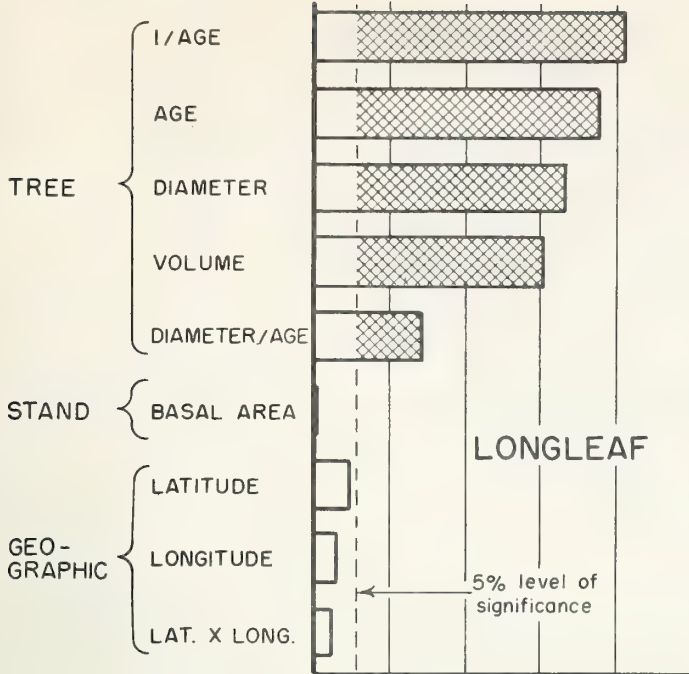 1/AGE
AGE
TREE
DIAMETER
VOLUME
DIAMETER/AGE
STAND
BASAL AREA
LONGLEAF
LATITUDE
GEO-
GRAPHIC
LONGITUDE
5% level of
significance
LAT. X LONG.